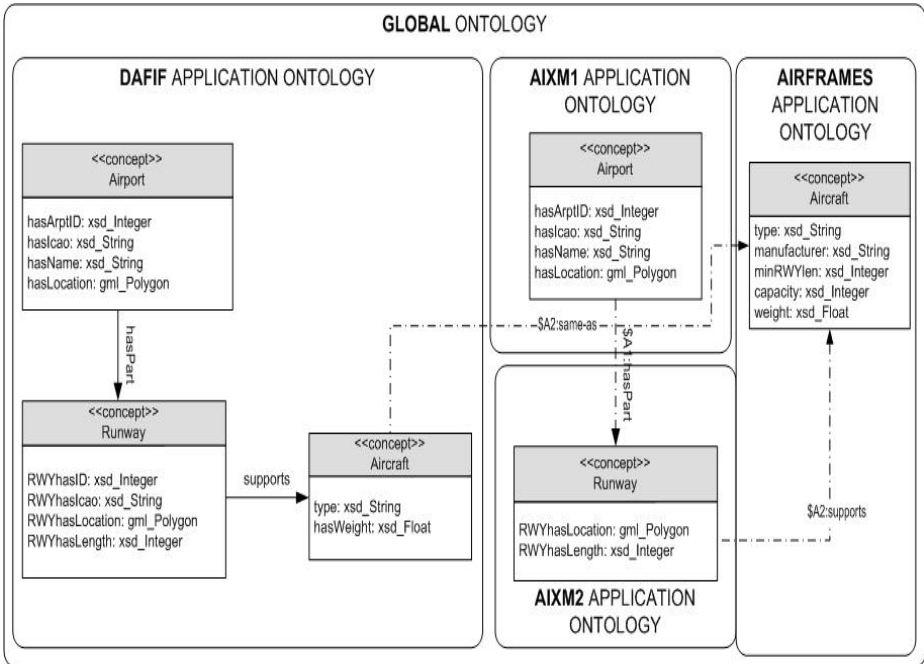 GLOBAL ONTOLOGY
DAFIF APPLICATION ONTOLOGY
<<concept>>
Airport
hasArptID: xsd_Integer
hasIcao: xsd_String
hasName: xsd_String
hasLocation: gml_Polygon
hasPart
<<concept>>
Runway
RWYhasID: xsd_Integer
RWYhasIcao: xsd_String
RWYhasLocation: gml_Polygon
RWYhasLength: xsd_Integer
supports
<<concept>>
Aircraft
type: xsd_String
hasWeight: xsd_Float
$A2:same-as
AIXM1 APPLICATION
ONTOLOGY
<<concept>>
Airport
hasArptID: xsd_Integer
hasIcao: xsd_String
hasName: xsd_String
hasLocation: gml_Polygon
$A1:hasPart
<<concept>>
Runway
RWYhasLocation: gml_Polygon
RWYhasLength: xsd_Integer
AIXM2 APPLICATION
ONTOLOGY
$A2:supports
AIRFRAMES
APPLICATION
ONTOLOGY
<<concept>>
Aircraft
type: xsd_String
manufacturer: xsd_String
minRWYlen: xsd_Integer
capacity: xsd_Integer
weight: xsd_Float